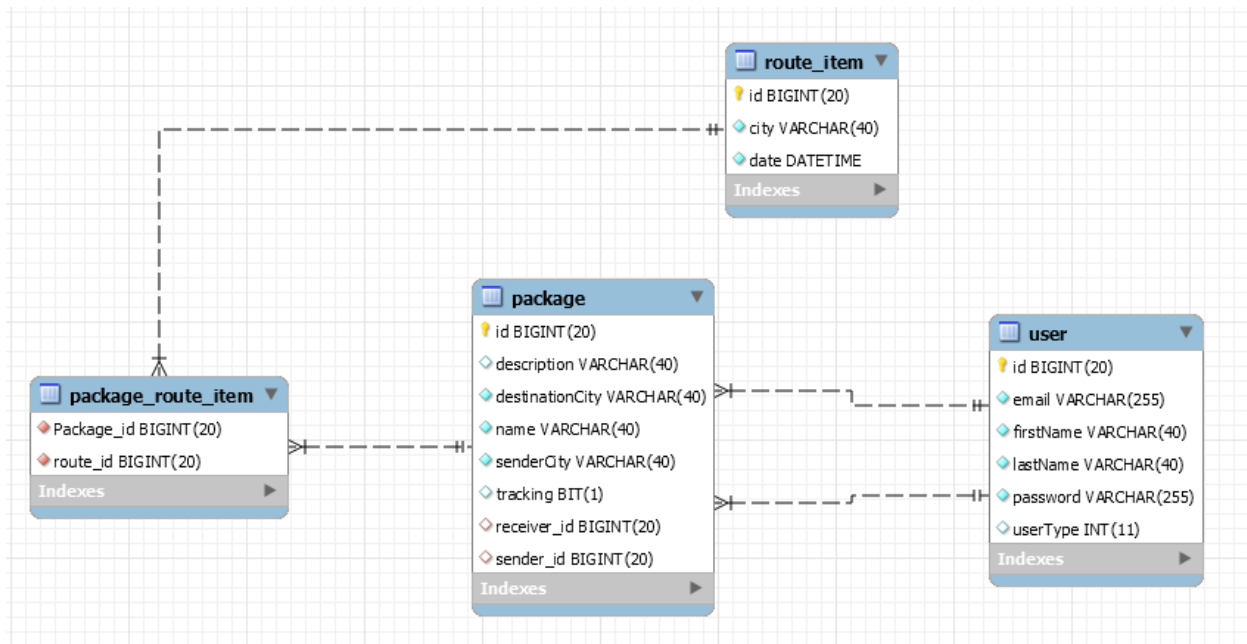 route_item
id BIGINT(20)
city VARCHAR(40)
date DATETIME
Indexes
package
id BIGINT(20)
description VARCHAR(40)
destinationCity VARCHAR(40)
name VARCHAR(40)
senderCity VARCHAR(40)
tracking BIT(1)
receiver_id BIGINT(20)
sender_id BIGINT(20)
Indexes
user
id BIGINT(20)
email VARCHAR(255)
firstName VARCHAR(40)
lastName VARCHAR(40)
password VARCHAR(255)
userType INT(11)
Indexes
package_route_item
Package_id BIGINT(20)
route_id BIGINT(20)
Indexes